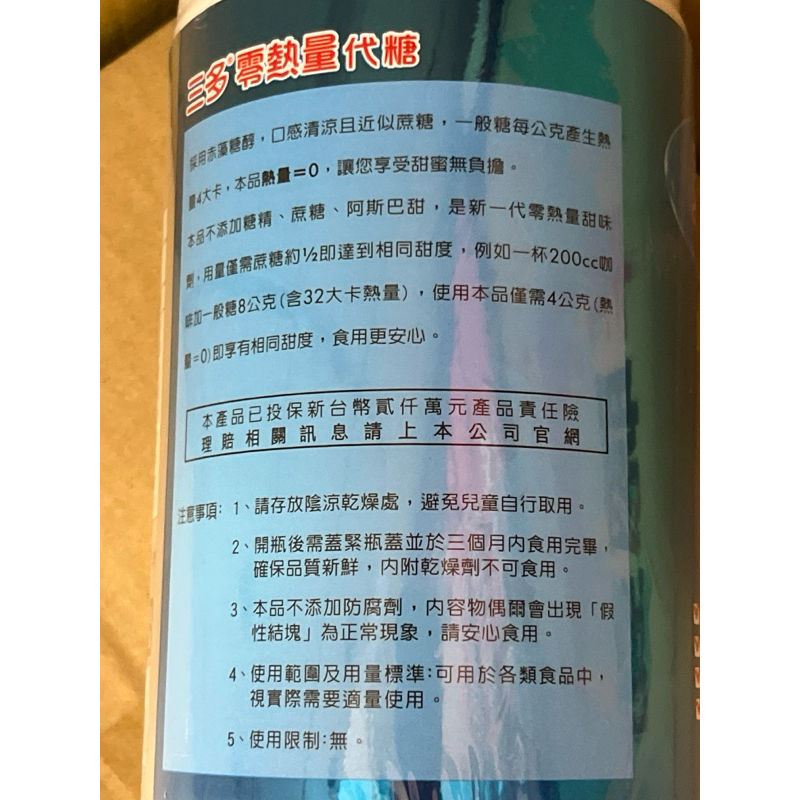 三多®零熱量代糖
採用赤藻糖醇，口感清涼且近似蔗糖，一般糖每公克產生熱
量4大卡，本品熱量=0，讓您享受甜蜜無負擔。
本品不添加糖精、蔗糖、阿斯巴甜，是新一代零熱量甜味
劑，用量僅需蔗糖約½即達到相同甜度，例如一杯200cc咖
啡加一般糖8公克(含32大卡熱量)，使用本品僅需4公克(熱
量=0)即享有相同甜度，食用更安心。
本產品已投保新台幣貳仟萬元產品責任險
理賠相關訊息請上本公司官網
注意事項: 1、請存放陰涼乾燥處，避免兒童自行取用。
2、開瓶後需蓋緊瓶蓋並於三個月內食用完畢，
確保品質新鮮，內附乾燥劑不可食用。
3、本品不添加防腐劑，內容物偶爾會出現「假
性結塊」為正常現象，請安心食用。
4、使用範圍及用量標準:可用於各類食品中，
視實際需要適量使用。
5、使用限制:無。